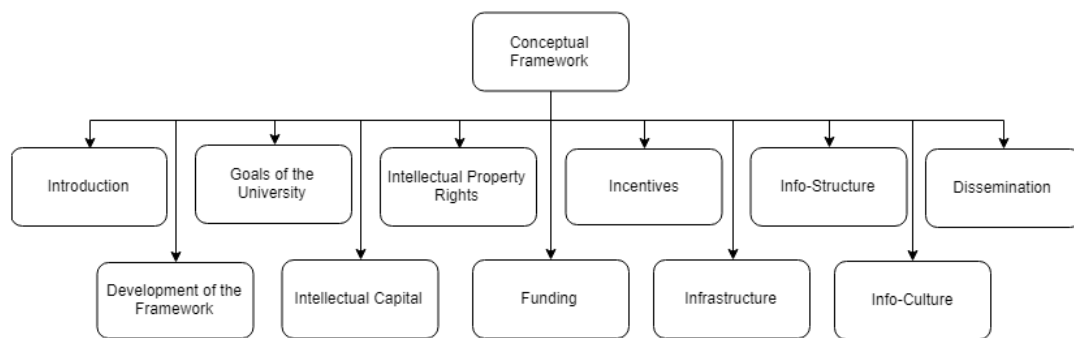 Conceptual
Framework
Introduction
Goals of the
University
Intellectual Property
Rights
Incentives
Info-Structure
Dissemination
Development of the
Framework
Intellectual Capital
Funding
Infrastructure
Info-Culture